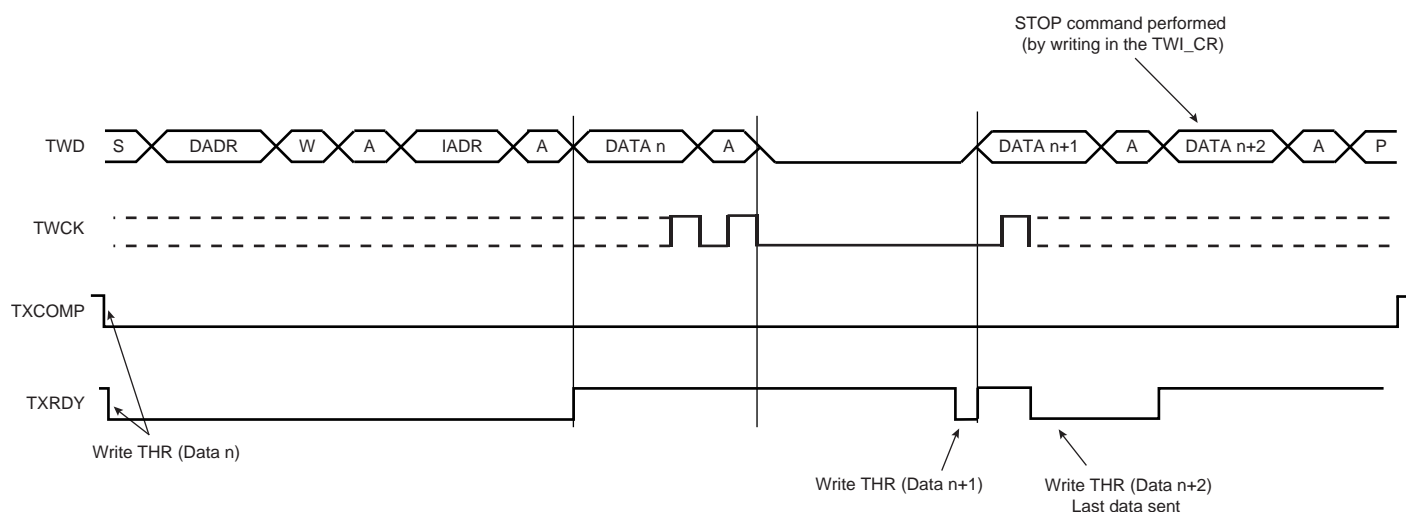 STOP command performed
(by writing in the TWI_CR)
TWD S DADR W A IADR A DATA n A DATA n+1 A DATA n+2 A P
TWCK
TXCOMP
TXRDY
Write THR (Data n)
Write THR (Data n+1)
Write THR (Data n+2)
Last data sent